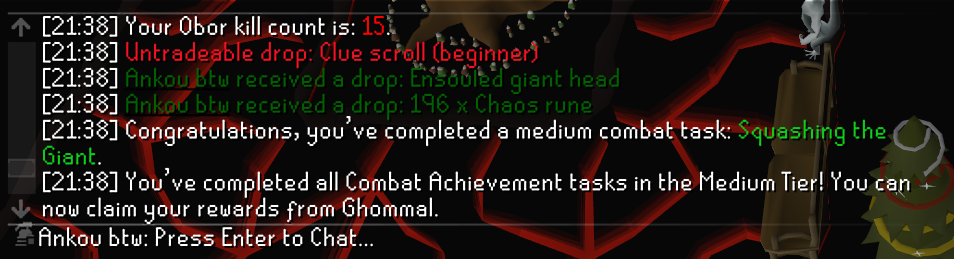 [21:38] Your Obor kill count is: 15.
[21:38] Untradeable drop: Clue scroll (beginner)
[21:38] Ankou btw received a drop: Ensouled giant head
[21:38] Ankou btw received a drop: 196 x Chaos rune
[21:38] Congratulations, you've completed a medium combat task: Squashing the
Giant.
[21:38] You've completed all Combat Achievement tasks in the Medium Tier! You can
now claim your rewards from Ghommal.
Ankou btw: Press Enter to Chat...